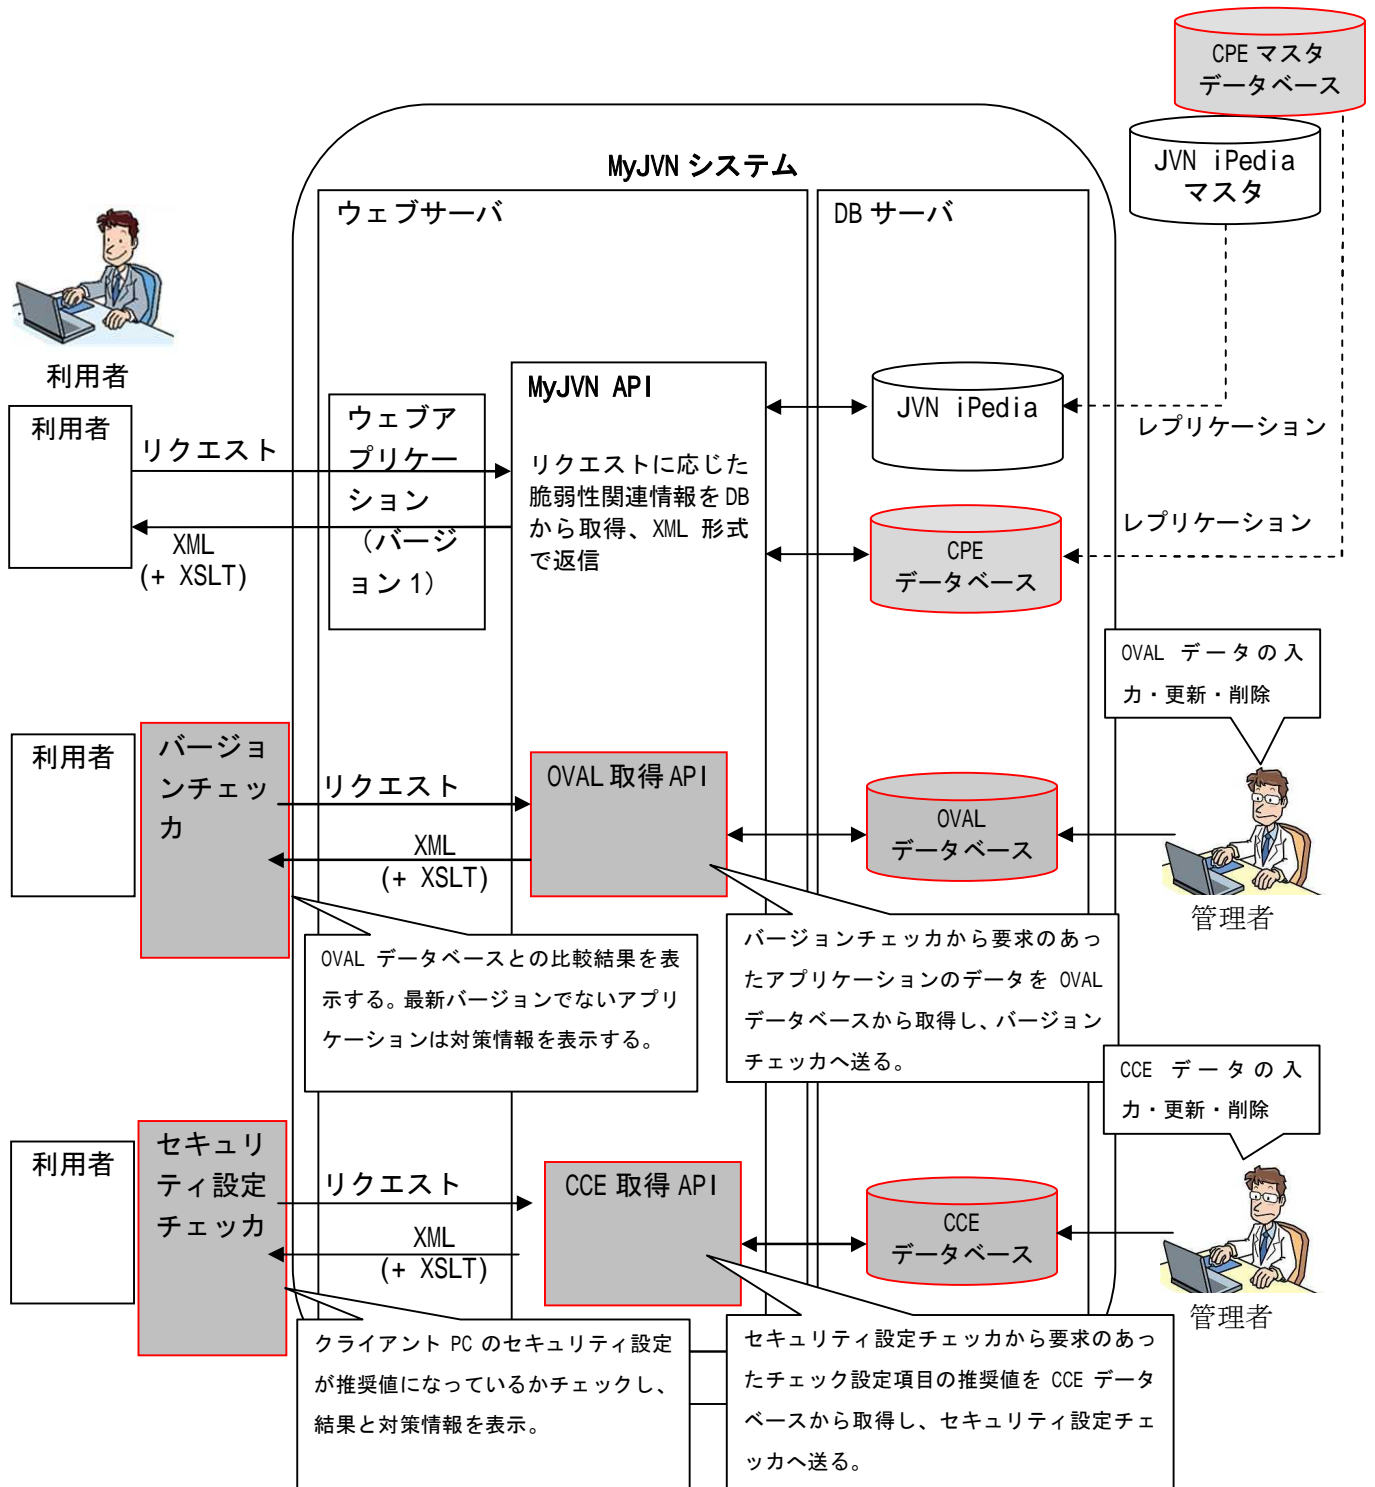 CPE マスタ
データベース
JVN iPedia
マスタ
MyJVN システム
ウェブサーバ
DB サーバ
利用者
利用者
リクエスト
XML
(+ XSLT)
ウェブア
プリケー
ション
（バージ
ョン 1）
MyJVN API
リクエストに応じた
脆弱性関連情報を DB
から取得、XML 形式
で返信
JVN iPedia
レプリケーション
CPE
データベース
レプリケーション
OVAL データの入
力・更新・削除
利用者
バージョ
ンチェッ
カ
リクエスト
XML
(+ XSLT)
OVAL 取得 API
OVAL
データベース
管理者
OVAL データベースとの比較結果を表
示する。最新バージョンでないアプリ
ケーションは対策情報を表示する。
バージョンチェッカから要求のあっ
たアプリケーションのデータを OVAL
データベースから取得し、バージョン
チェッカへ送る。
CCE データの入
力・更新・削除
利用者
セキュリ
ティ設定
チェッカ
リクエスト
XML
(+ XSLT)
CCE 取得 API
CCE
データベース
管理者
クライアント PC のセキュリティ設定
が推奨値になっているかチェックし、
結果と対策情報を表示。
セキュリティ設定チェッカから要求のあっ
たチェック設定項目の推奨値を CCE データ
ベースから取得し、セキュリティ設定チェ
ッカへ送る。